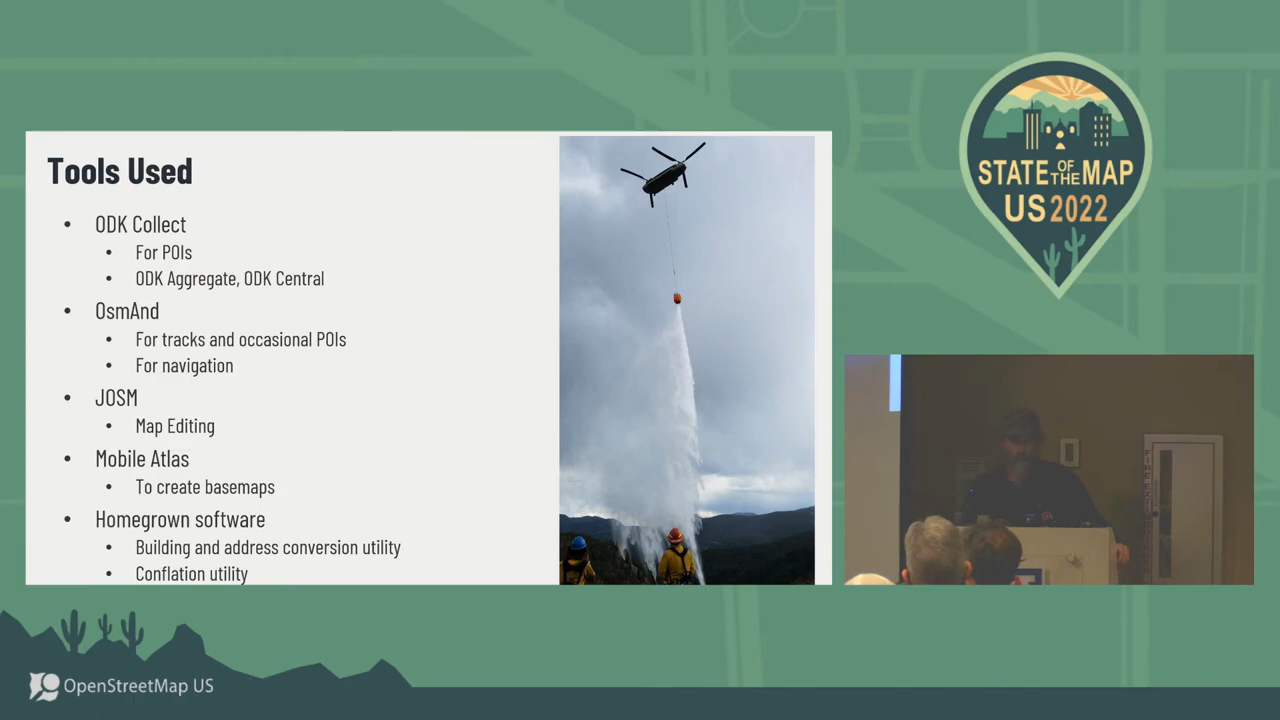 Tools Used
• ODK Collect
• For POIs
• ODK Aggregate, ODK Central
• OsmAnd
• For tracks and occasional POIs
• For navigation
• JOSM
• Map Editing
• Mobile Atlas
• To create basemaps
• Homegrown software
• Building and address conversion utility
• Conflation utility
STATE OF THE MAP
US 2022
OpenStreetMap US